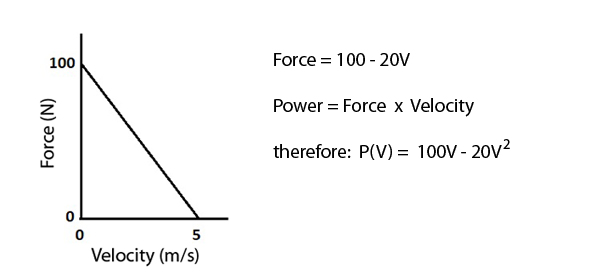 100
Force (N)
0
0
5
Velocity (m/s)
Force = 100 - 20V
Power = Force x Velocity
therefore: P(V) = 100V - 20V²